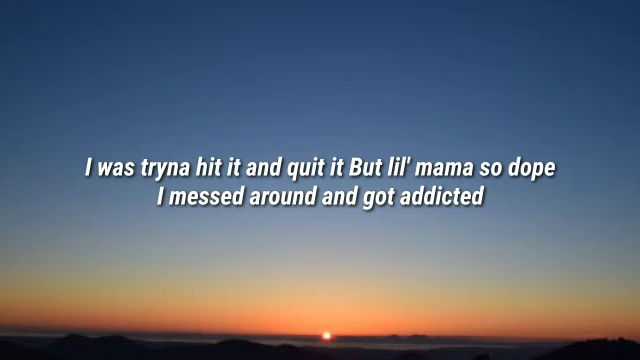 I was tryna hit it and quit it But lil' mama so dope
I messed around and got addicted